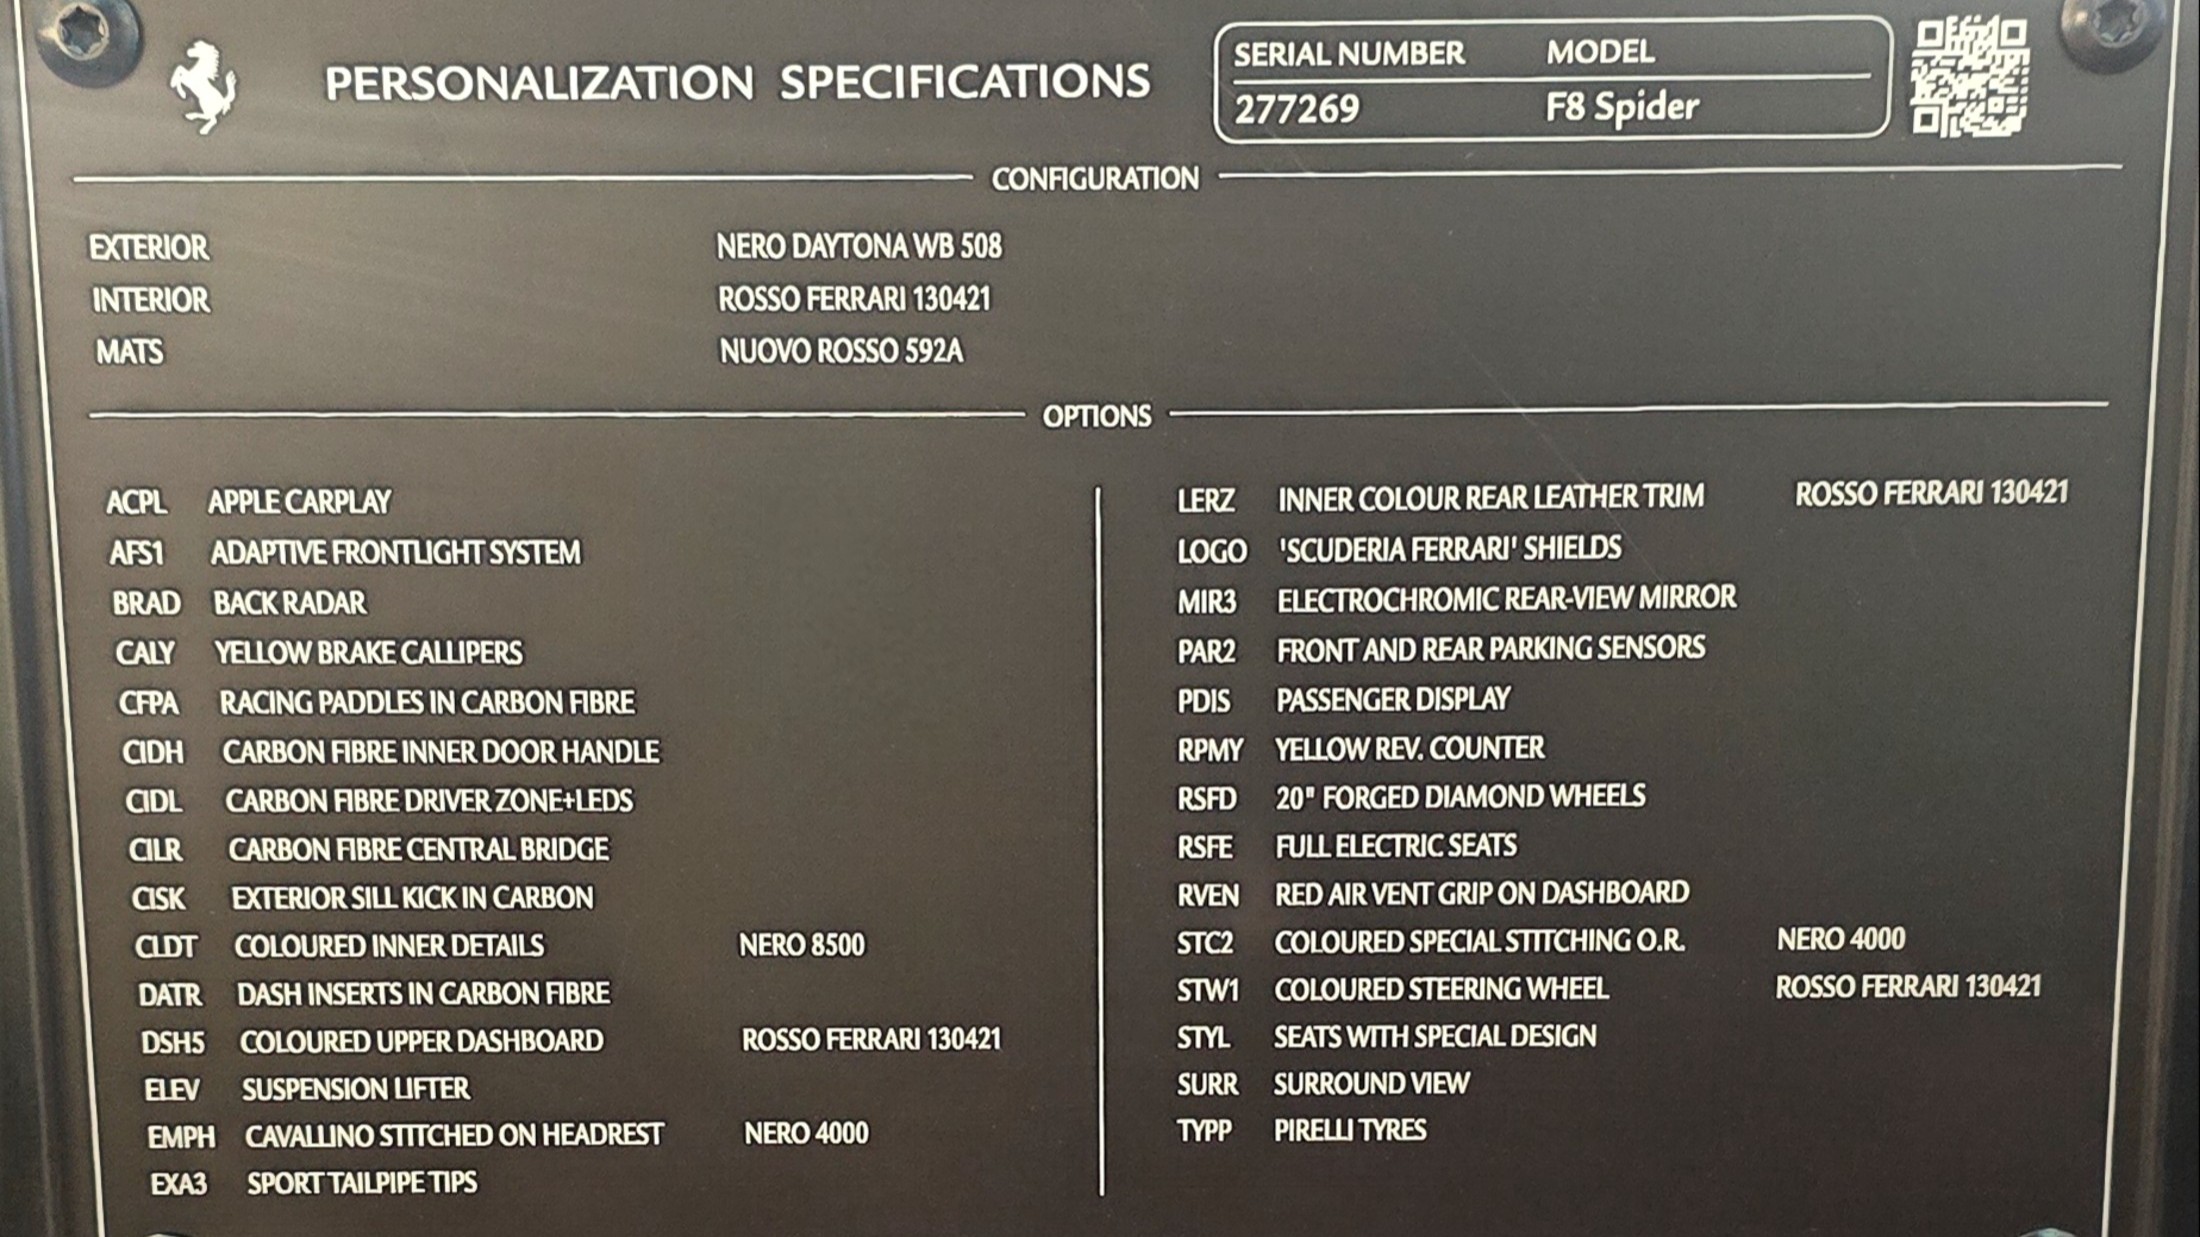 PERSONALIZATION SPECIFICATIONS
SERIAL NUMBER MODEL
277269 F8 Spider
CONFIGURATION
EXTERIOR NERO DAYTONA WB 508
INTERIOR ROSSO FERRARI 130421
MATS NUOVO ROSSO 592A
OPTIONS
ACPL APPLE CARPLAY
AFS1 ADAPTIVE FRONTLIGHT SYSTEM
BRAD BACK RADAR
CALY YELLOW BRAKE CALLIPERS
CFPA RACING PADDLES IN CARBON FIBRE
CIDH CARBON FIBRE INNER DOOR HANDLE
CIDL CARBON FIBRE DRIVER ZONE+LEDS
CILR CARBON FIBRE CENTRAL BRIDGE
CISK EXTERIOR SILL KICK IN CARBON
CLDT COLOURED INNER DETAILS NERO 8500
DATR DASH INSERTS IN CARBON FIBRE
DSH5 COLOURED UPPER DASHBOARD ROSSO FERRARI 130421
ELEV SUSPENSION LIFTER
EMPH CAVALLINO STITCHED ON HEADREST NERO 4000
EXA3 SPORT TAILPIPE TIPS
LERZ INNER COLOUR REAR LEATHER TRIM ROSSO FERRARI 130421
LOGO 'SCUDERIA FERRARI' SHIELDS
MIR3 ELECTROCHROMIC REAR-VIEW MIRROR
PAR2 FRONT AND REAR PARKING SENSORS
PDIS PASSENGER DISPLAY
RPMY YELLOW REV. COUNTER
RSFD 20" FORGED DIAMOND WHEELS
RSFE FULL ELECTRIC SEATS
RVEN RED AIR VENT GRIP ON DASHBOARD
STC2 COLOURED SPECIAL STITCHING O.R. NERO 4000
STW1 COLOURED STEERING WHEEL ROSSO FERRARI 130421
STYL SEATS WITH SPECIAL DESIGN
SURR SURROUND VIEW
TYPP PIRELLI TYRES